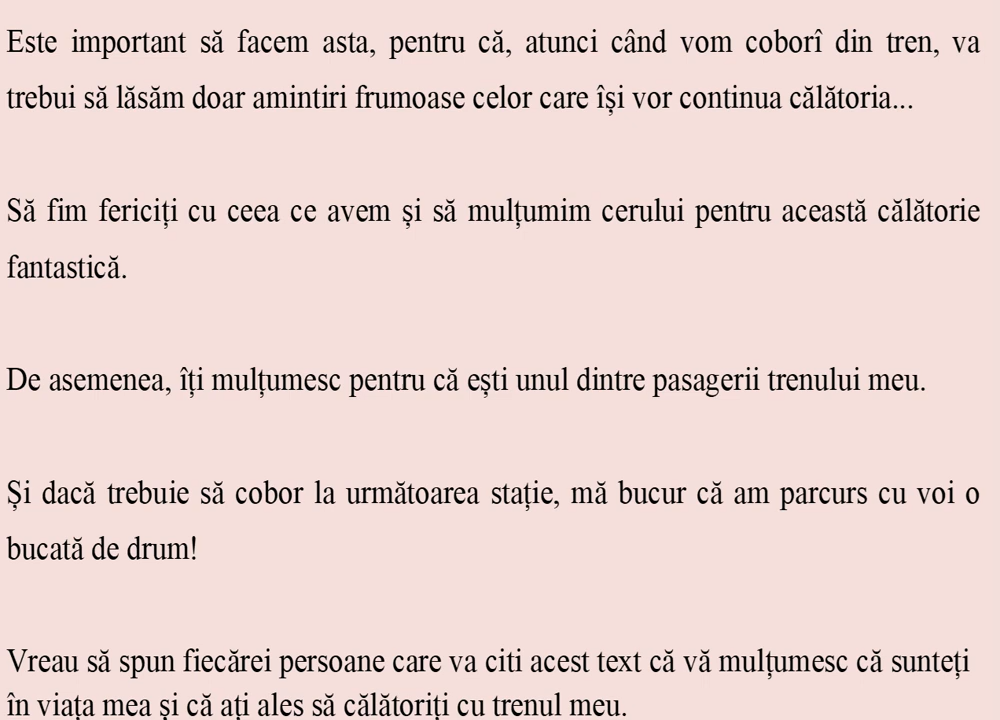 Este important să facem asta, pentru că, atunci când vom coborî din tren, va
trebui să lăsăm doar amintiri frumoase celor care își vor continua călătoria...
Să fim fericiți cu ceea ce avem și să mulțumim cerului pentru această călătorie
fantastică.
De asemenea, îți mulțumesc pentru că ești unul dintre pasagerii trenului meu.
Și dacă trebuie să cobor la următoarea stație, mă bucur că am parcurs cu voi o
bucată de drum!
Vreau să spun fiecărei persoane care va citi acest text că vă mulțumesc că sunteți
în viața mea și că ați ales să călătoriți cu trenul meu.